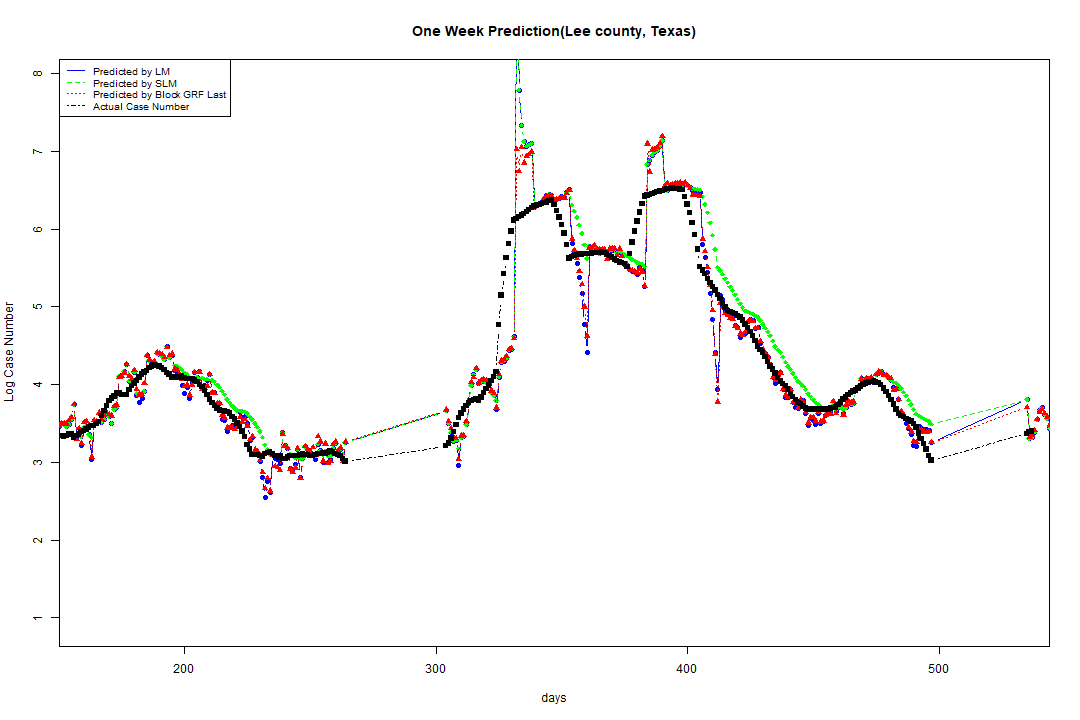 One Week Prediction(Lee county, Texas)
Predicted by LM
Predicted by SLM
Predicted by Block GRF Last
Actual Case Number
8
7
6
5
4
3
2
1
Log Case Number
200 300 400 500
days